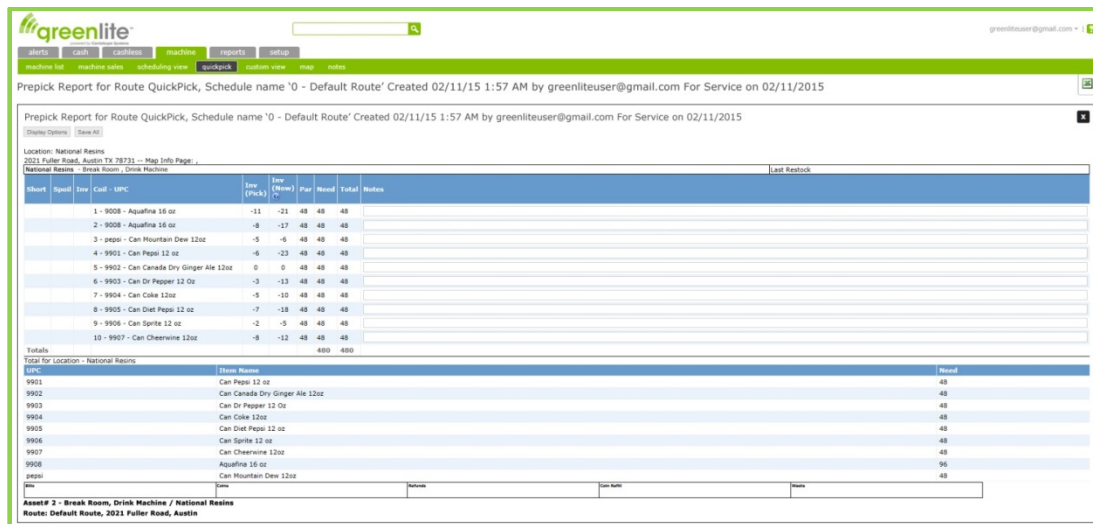 greenlite
powered by Cantaloupe Systems
greenliteuser@gmail.com
alerts cash cashless machine reports setup
machine list machine sales scheduling view quickpick custom view map notes
Prepick Report for Route QuickPick, Schedule name '0 - Default Route' Created 02/11/15 1:57 AM by greenliteuser@gmail.com For Service on 02/11/2015
Prepick Report for Route QuickPick, Schedule name '0 - Default Route' Created 02/11/15 1:57 AM by greenliteuser@gmail.com For Service on 02/11/2015
Display Options Save All
Location: National Resins
2021 Fuller Road, Austin TX 78731 -- Map Info Page: ,
National Resins - Break Room , Drink Machine Last Restock
Short Spoil Inv Coil - UPC Inv (Pick) Inv (Now) Par Need Total Notes
1 - 9008 - Aquafina 16 oz -11 -21 48 48 48
2 - 9008 - Aquafina 16 oz -8 -17 48 48 48
3 - pepsi - Can Mountain Dew 12oz -5 -6 48 48 48
4 - 9901 - Can Pepsi 12 oz -6 -23 48 48 48
5 - 9902 - Can Canada Dry Ginger Ale 12oz 0 0 48 48 48
6 - 9903 - Can Dr Pepper 12 Oz -3 -13 48 48 48
7 - 9904 - Can Coke 12oz -5 -10 48 48 48
8 - 9905 - Can Diet Pepsi 12 oz -7 -18 48 48 48
9 - 9906 - Can Sprite 12 oz -2 -5 48 48 48
10 - 9907 - Can Cheerwine 12oz -8 -12 48 48 48
Totals 480 480
Total for Location - National Resins
UPC Item Name Need
9901 Can Pepsi 12 oz 48
9902 Can Canada Dry Ginger Ale 12oz 48
9903 Can Dr Pepper 12 Oz 48
9904 Can Coke 12oz 48
9905 Can Diet Pepsi 12 oz 48
9906 Can Sprite 12 oz 48
9907 Can Cheerwine 12oz 48
9908 Aquafina 16 oz 96
pepsi Can Mountain Dew 12oz 48
Bills Coins Refunds Coin Refill Waste
Asset# 2 - Break Room, Drink Machine / National Resins
Route: Default Route, 2021 Fuller Road, Austin